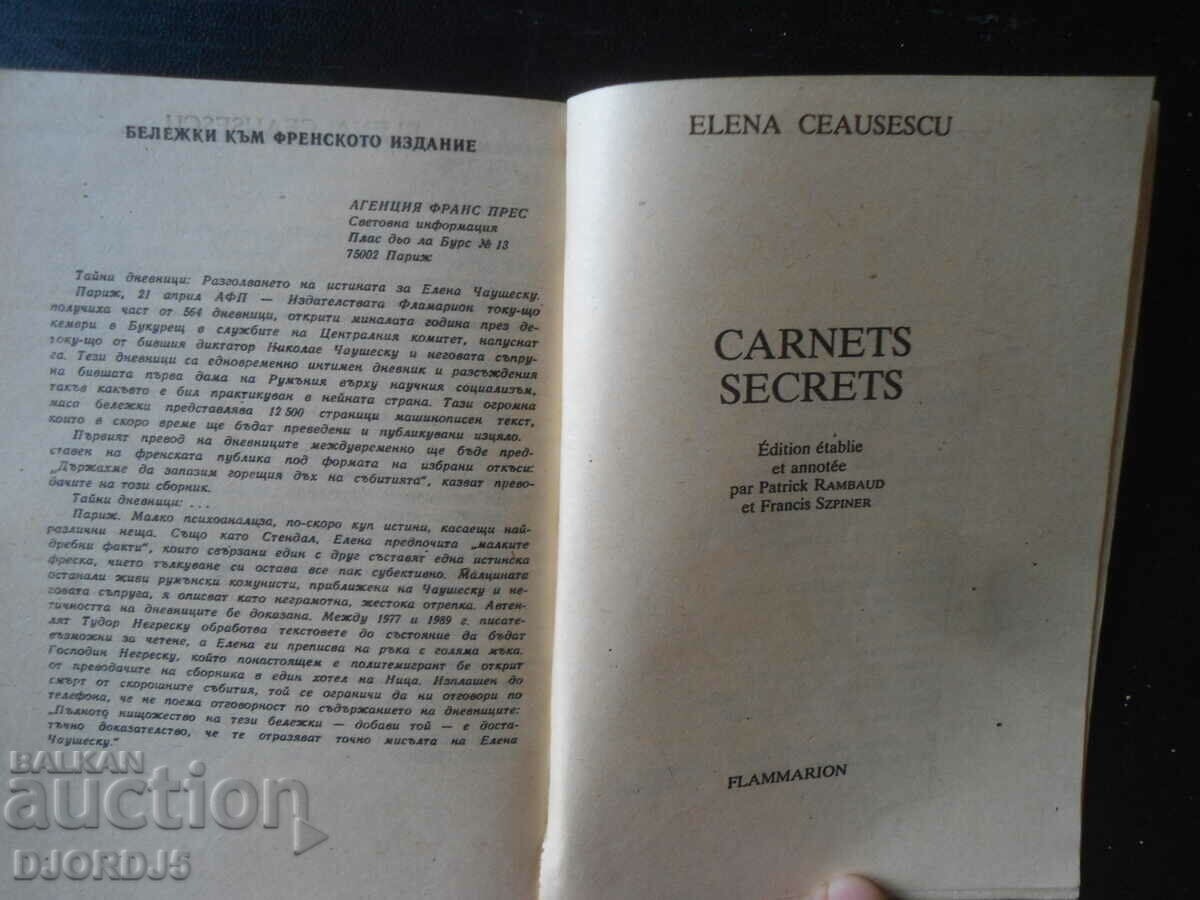 БЕЛЕЖКИ КЪМ ФРЕНСКОТО ИЗДАНИЕ
АГЕНЦИЯ ФРАНС ПРЕС
Световна информация
Плас дьо ла Бурс № 13
75002 Париж
Тайни дневници: Разголването на истината за Елена Чаушеску.
Париж, 21 април АФП — Издателствата Фламарион току-що
получиха част от 564 дневници, открити миналата година през де-
кември в Букурещ в службите на Централния комитет, напуснат
току-що от бившия диктатор Николае Чаушеску и неговата съпру-
га. Тези дневници са едновременно интимен дневник и разсъждения
на бившата първа дама на Румъния върху научния социализъм,
такъв какъвто е бил практикуван в нейната страна. Тази огромна
маса бележки представлява 12 500 страници машинописен текст,
които в скоро време ще бъдат преведени и публикувани изцяло.
Първият превод на дневниците междувременно ще бъде пред-
ставен на френската публика под формата на избрани откъси:
„Държахме да запазим горещия дъх на събитията“, казват прево-
дачите на този сборник.
Тайни дневници: ...
Париж. Малко психоанализа, по-скоро куп истини, касаещи най-
различни неща. Също като Стендал, Елена предпочита „малките
дребни факти“, които свързани един с друг съставят една истинска
фреска, чието тълкуване си остава все пак субективно. Малцината
останали живи румънски комунисти, приближени на Чаушеску и не-
говата съпруга, я описват като неграмотна, жестока отрепка. Автен-
тичността на дневниците бе доказана. Между 1977 и 1989 г. писате-
лят Тудор Негреску обработва текстовете до състояние да бъдат
възможни за четене, а Елена ги преписва на ръка с голяма мъка.
Господин Негреску, който понастоящем е политемигрант бе открит
от преводачите на сборника в един хотел на Ница. Изплашен до
смърт от скорошните събития, той се ограничи да ни отговори по
телефона, че не поема отговорност по съдържанието на дневниците:
„Пълното нищожество на тези бележки — добави той — е доста-
тъчно доказателство, че те отразяват точно мисълта на Елена
Чаушеску.“
ELENA CEAUSESCU
CARNETS
SECRETS
Édition établie
et annotée
par Patrick RAMBAUD
et Francis SZPINER
FLAMMARION
BALKAN
auction
DJORDJ5